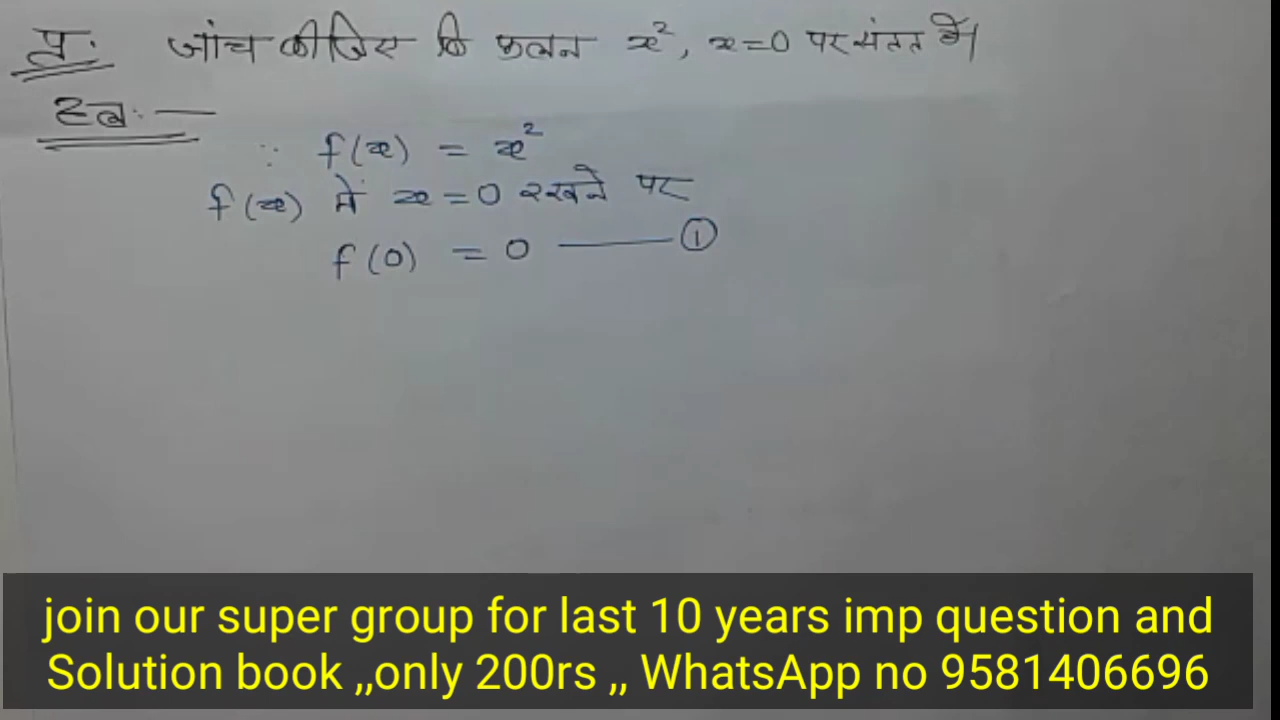 प्र. जांच कीजिए कि फलन x², x=0 पर संतत है।
हल:—
∵ f(x) = x²
f(x) में x=0 रखने पर
f(0) = 0 ——— ①
join our super group for last 10 years imp question and
Solution book ,,only 200rs ,, WhatsApp no 9581406696